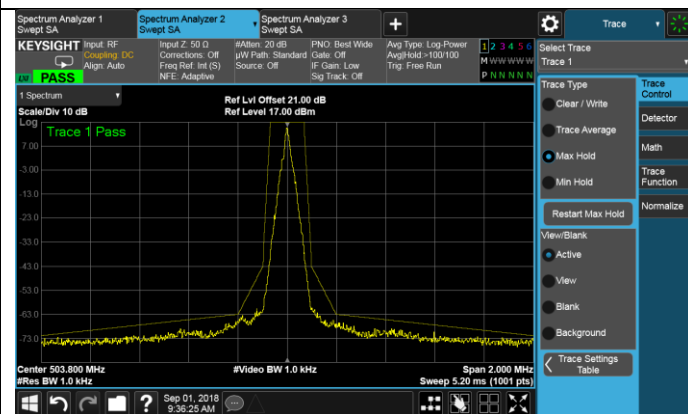 Spectrum Analyzer 1
Swept SA
Spectrum Analyzer 2
Swept SA
Spectrum Analyzer 3
Swept SA
Trace
KEYSIGHT
Input: RF
Coupling: DC
Align: Auto
Input Z: 50 Ω
Corrections: Off
Freq Ref: Int (S)
NFE: Adaptive
#Atten: 20 dB
µW Path: Standard
Source: Off
PNO: Best Wide
Gate: Off
IF Gain: Low
Sig Track: Off
Avg Type: Log-Power
Avg|Hold:>100/100
Trig: Free Run
1 2 3 4 5 6
M W W W W W
P N N N N N
PASS
Select Trace
Trace 1
1 Spectrum
Scale/Div 10 dB
Ref Lvl Offset 21.00 dB
Ref Level 17.00 dBm
Log
Trace 1 Pass
7.00
-3.00
-13.0
-23.0
-33.0
-43.0
-53.0
-63.0
-73.0
Center 503.800 MHz
#Res BW 1.0 kHz
#Video BW 1.0 kHz
Span 2.000 MHz
Sweep 5.20 ms (1001 pts)
Trace Type
Clear / Write
Trace Average
Max Hold
Min Hold
Restart Max Hold
View/Blank
Active
View
Blank
Background
Trace Settings
Table
Trace
Control
Detector
Math
Trace
Function
Normalize
?
Sep 01, 2018
9:36:25 AM